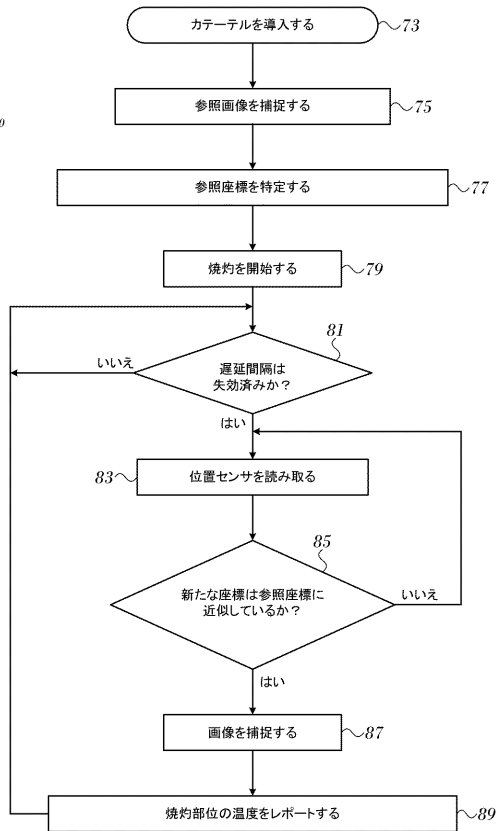 カテーテルを導入する
73
参照画像を捕捉する
75
参照座標を特定する
77
焼灼を開始する
79
81
遅延間隔は
失効済みか？
いいえ
はい
83
位置センサを読み取る
85
新たな座標は参照座標に
近似しているか？
いいえ
はい
画像を捕捉する
87
焼灼部位の温度をレポートする
89